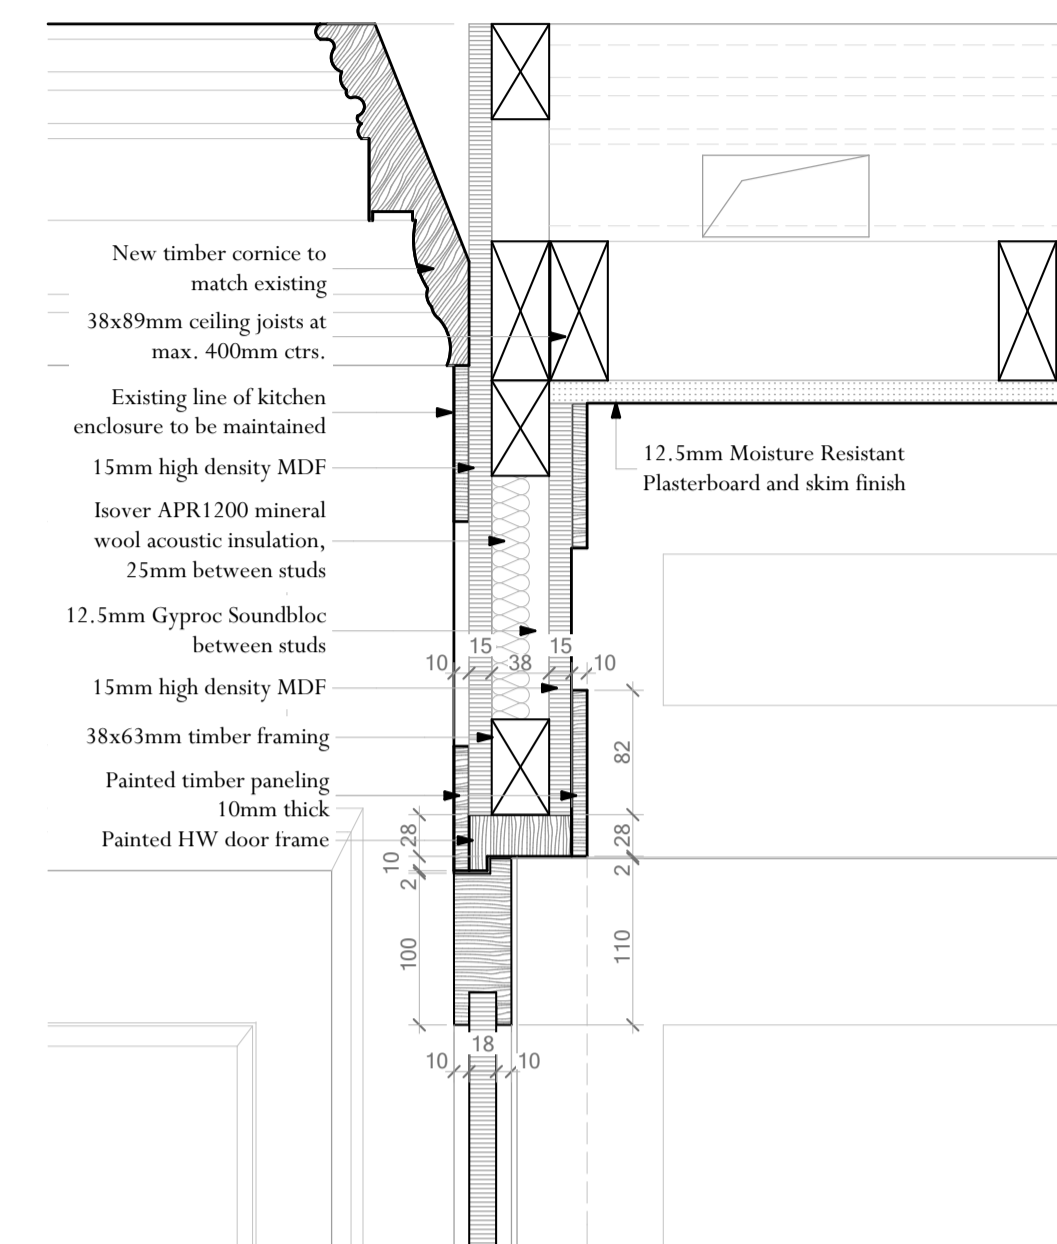 New timber cornice to
match existing
38x89mm ceiling joists at
max. 400mm ctrs.
Existing line of kitchen
enclosure to be maintained
15mm high density MDF
Isover APR1200 mineral
wool acoustic insulation,
25mm between studs
12.5mm Gyproc Soundbloc
between studs
15mm high density MDF
38x63mm timber framing
Painted timber paneling
10mm thick
Painted HW door frame
12.5mm Moisture Resistant
Plasterboard and skim finish
15 15
10 38 10
82
28 28
10
2 2
100 110
18
10 10